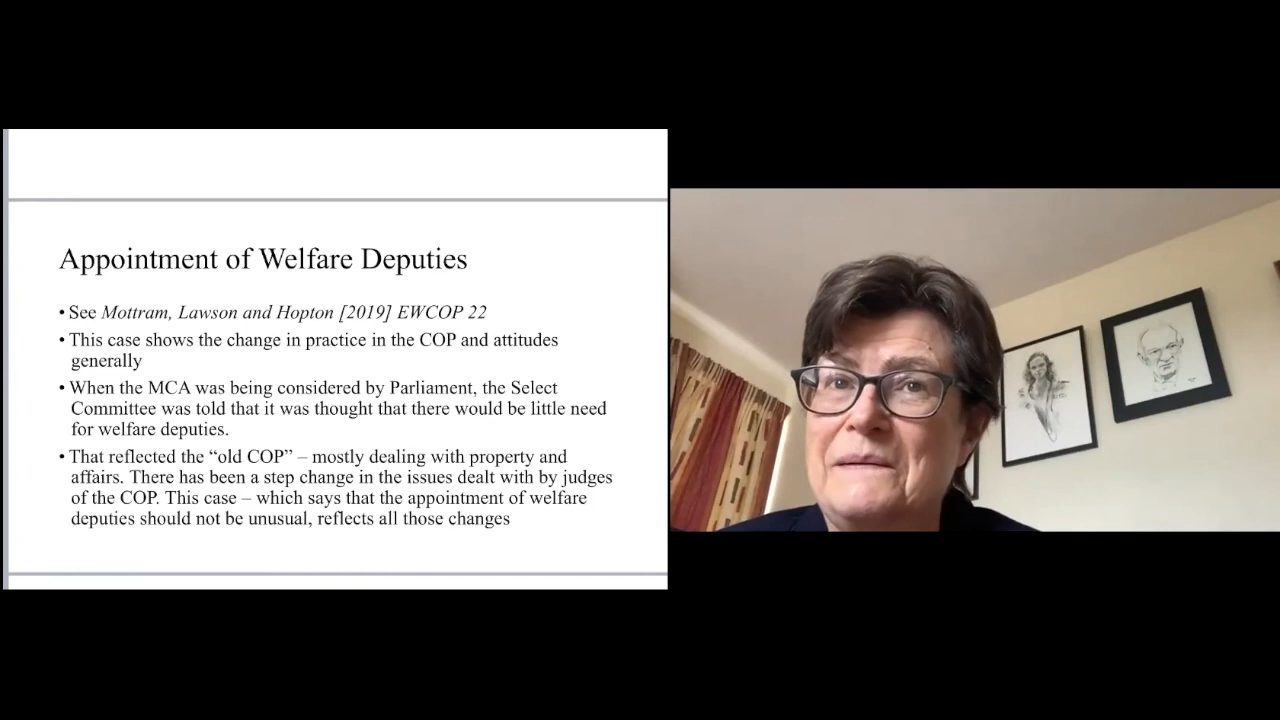 Appointment of Welfare Deputies
• See Mottram, Lawson and Hopton [2019] EWCOP 22
• This case shows the change in practice in the COP and attitudes
generally
• When the MCA was being considered by Parliament, the Select
Committee was told that it was thought that there would be little need
for welfare deputies.
• That reflected the “old COP” – mostly dealing with property and
affairs. There has been a step change in the issues dealt with by judges
of the COP. This case – which says that the appointment of welfare
deputies should not be unusual, reflects all those changes